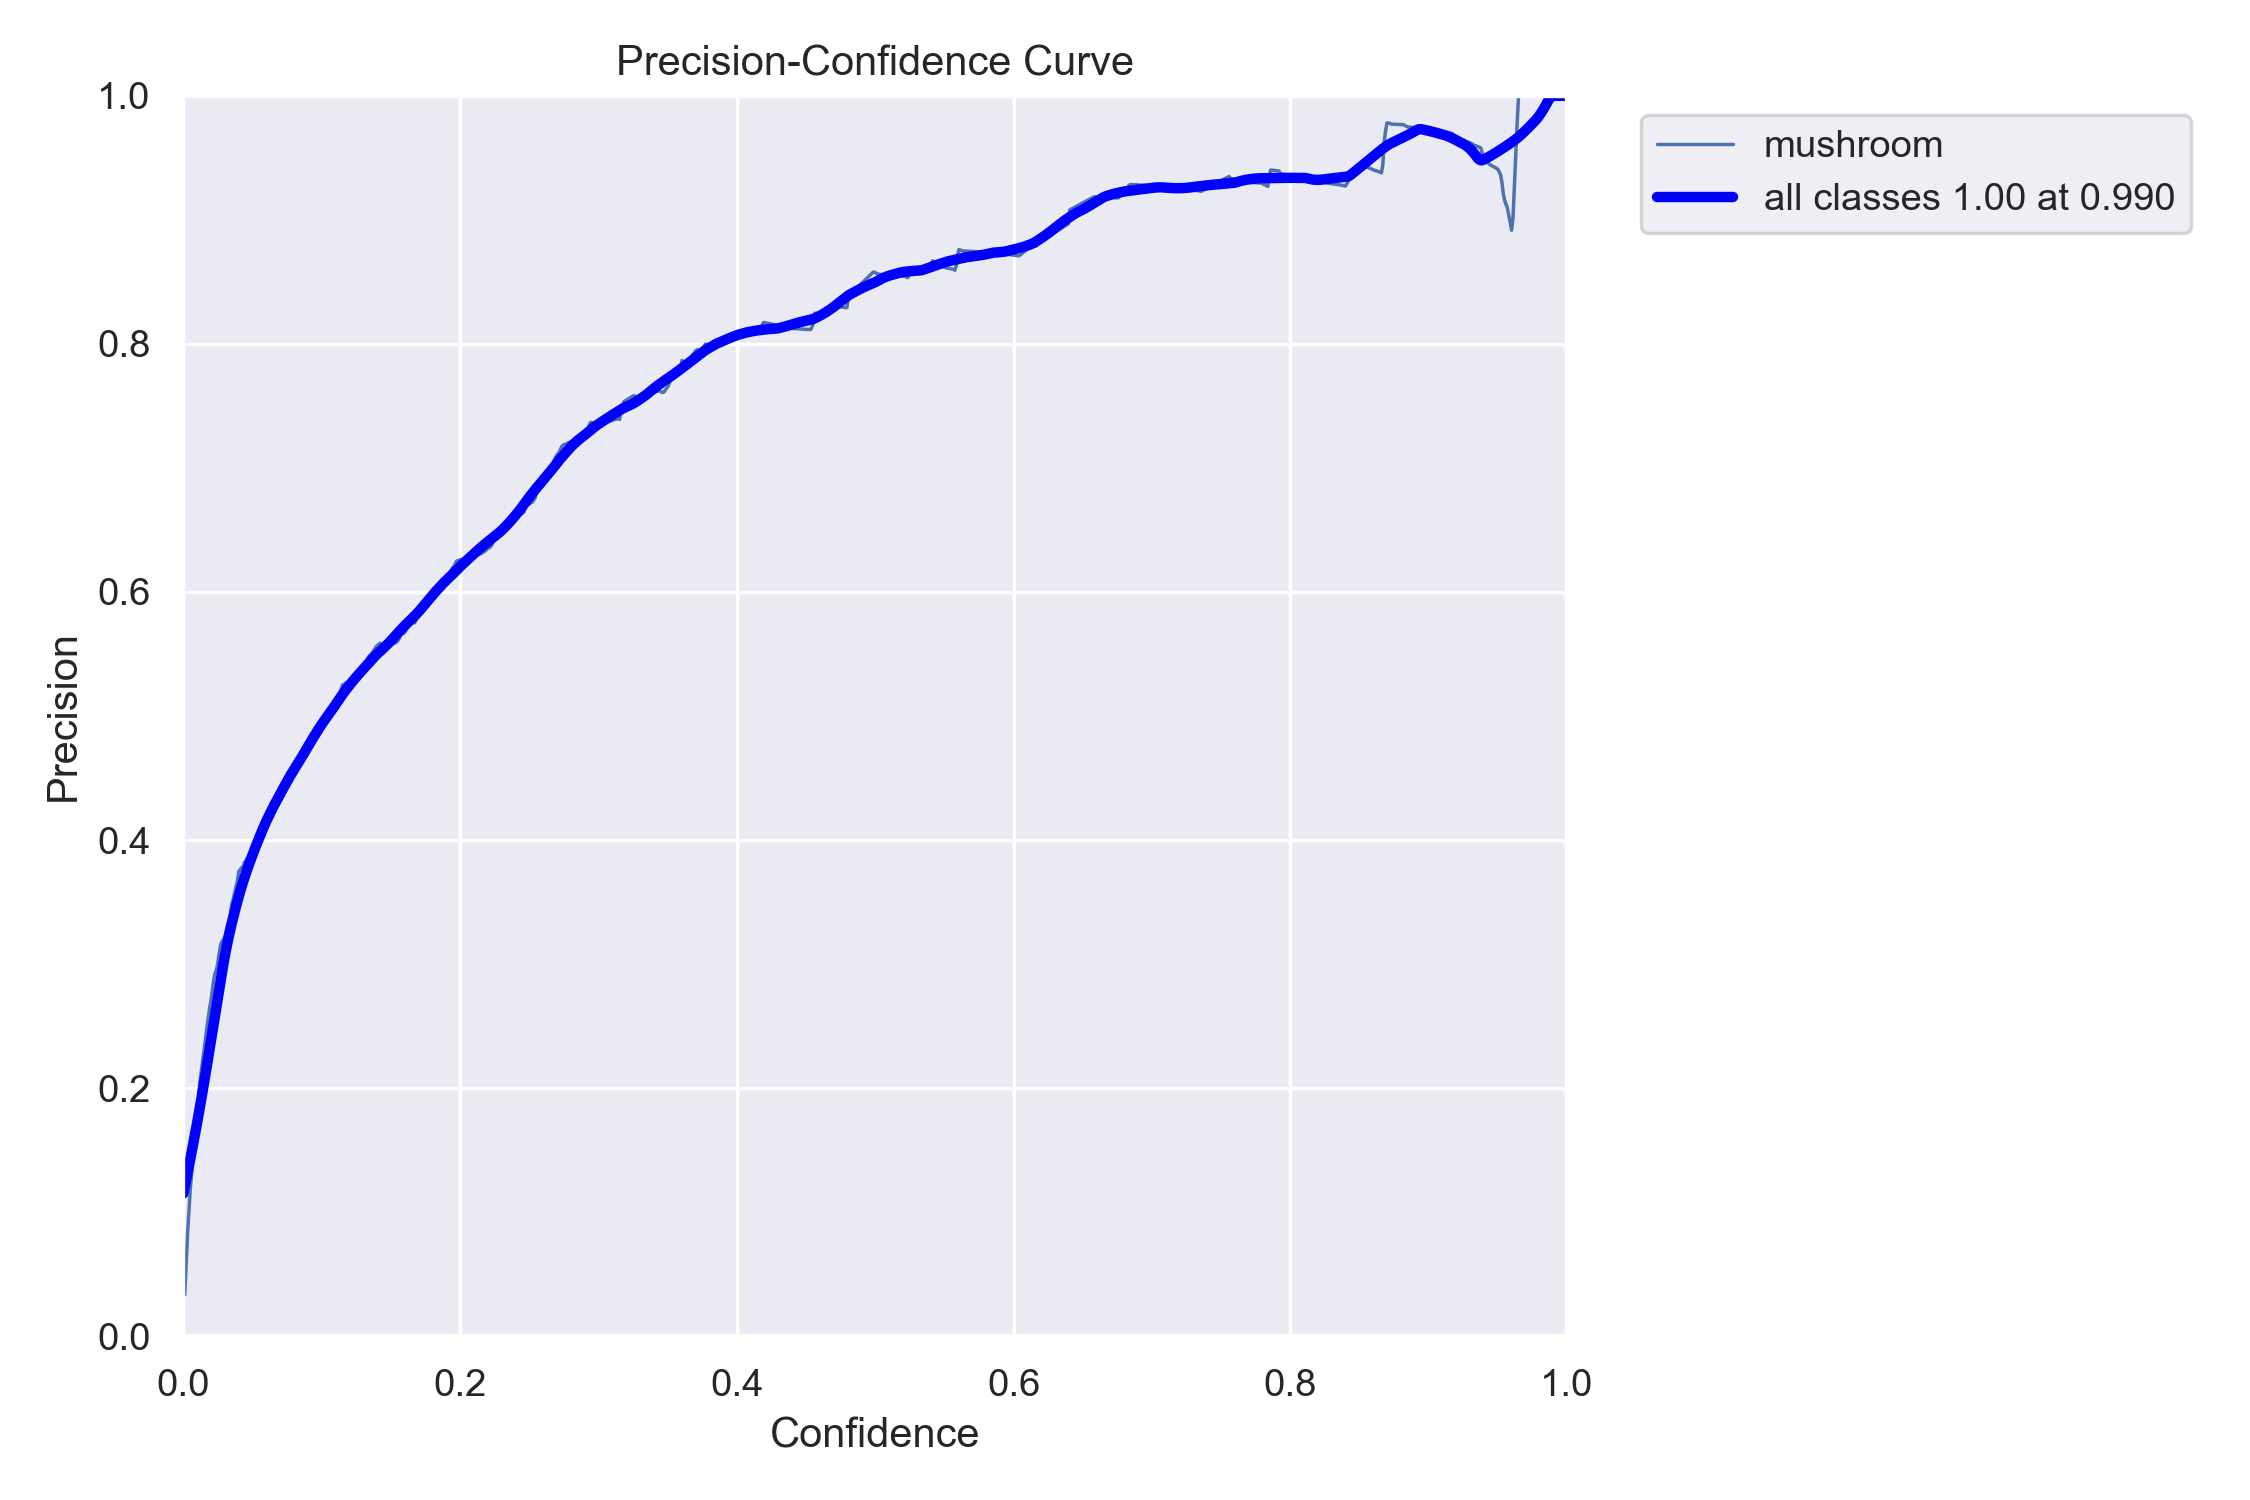 Precision-Confidence Curve
1.0
0.8
0.6
0.4
0.2
0.0
Precision
0.0 0.2 0.4 0.6 0.8 1.0
Confidence
mushroom
all classes 1.00 at 0.990